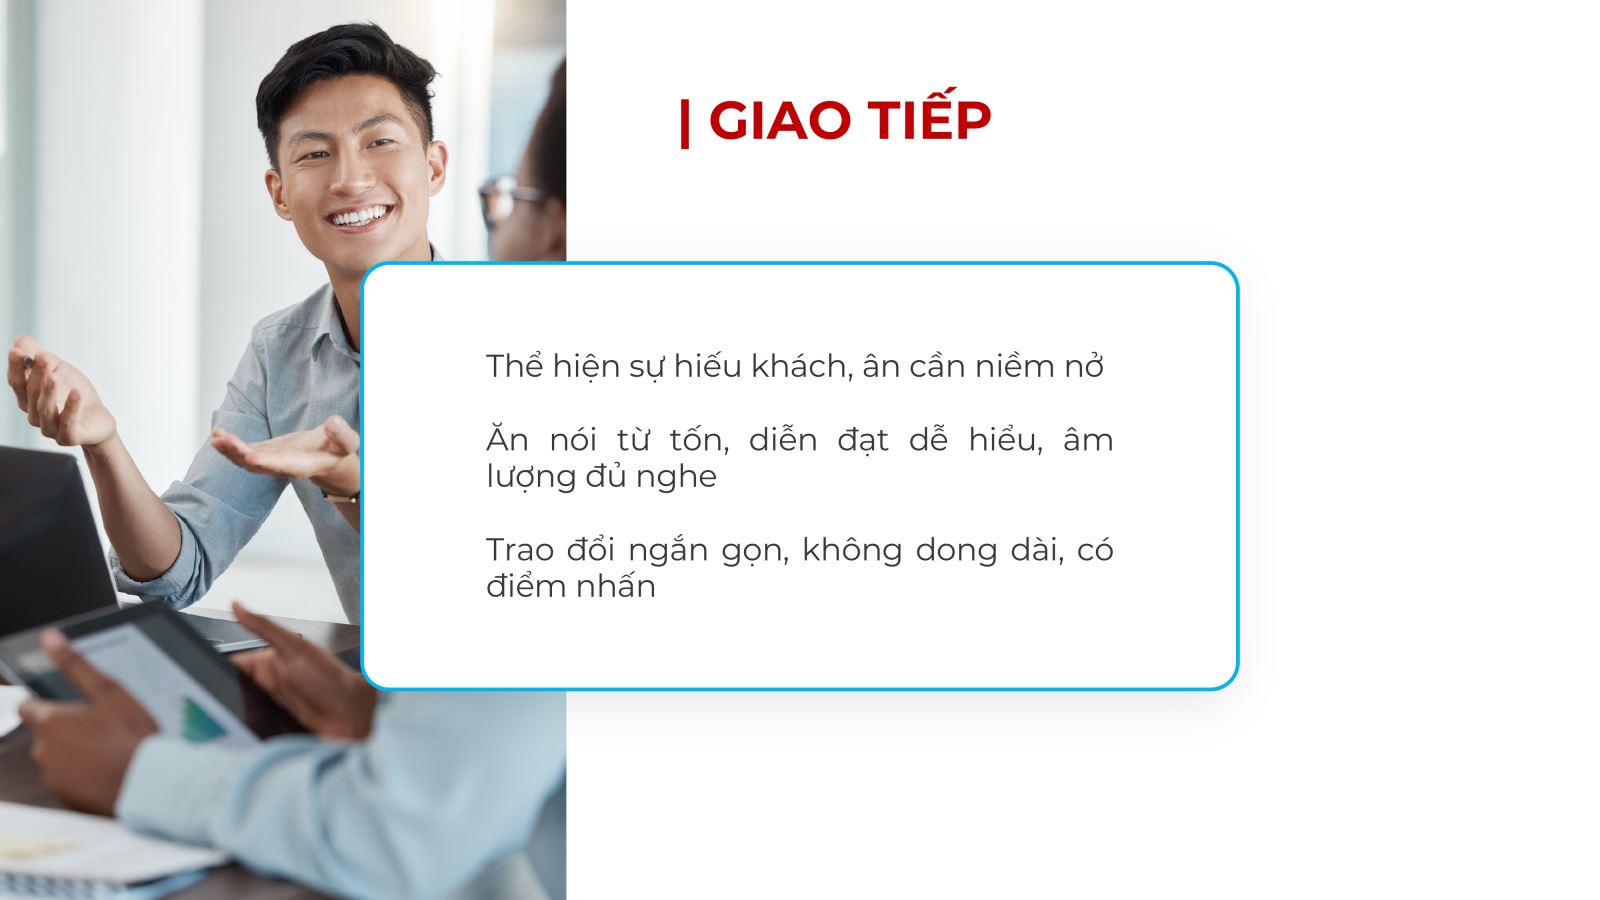 | GIAO TIẾP
Thể hiện sự hiếu khách, ân cần niềm nở
Ăn nói từ tốn, diễn đạt dễ hiểu, âm
lượng đủ nghe
Trao đổi ngắn gọn, không dong dài, có
điểm nhấn